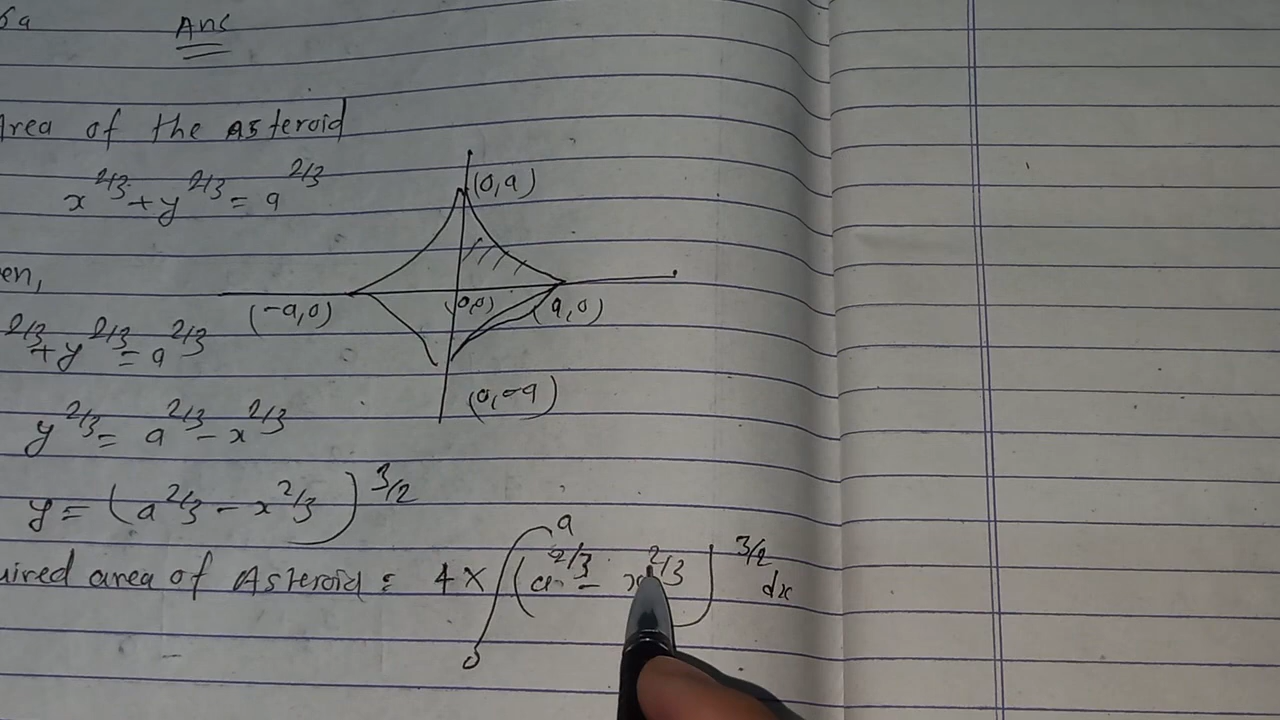 Ans
Area of the Asteroid
x^2/3 + y^2/3 = a^2/3
(0,a)
(-a,0) (0,0) (a,0)
(0,-a)
2/3 + y^2/3 = a^2/3
y^2/3 = a^2/3 - x^2/3
y = (a^2/3 - x^2/3)^3/2
uired area of Asteroid = 4 × ∫_0^a (a^2/3 - x^2/3)^3/2 dx